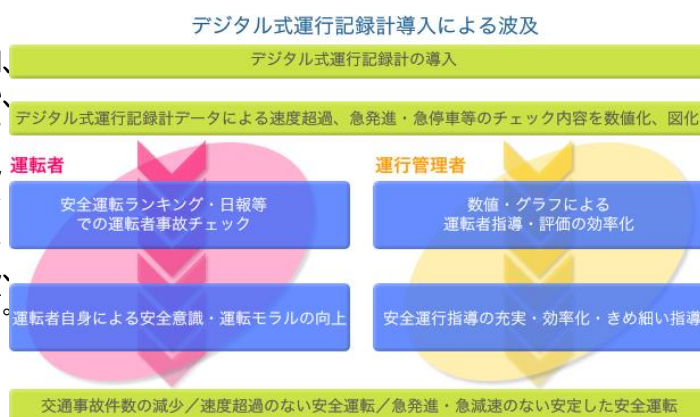 デジタル式運行記録計導入による波及
デジタル式運行記録計の導入
デジタル式運行記録計データによる速度超過、急発進・急停車等のチェック内容を数値化、図化
運転者
安全運転ランキング・日報等
での運転者事故チェック
運転者自身による安全意識・運転モラルの向上
運行管理者
数値・グラフによる
運転者指導・評価の効率化
安全運行指導の充実・効率化・きめ細い指導
交通事故件数の減少／速度超過のない安全運転／急発進・急減速のない安定した安全運転